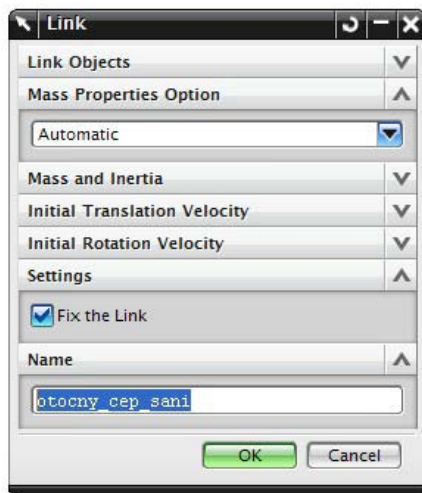 Link
Link Objects
Mass Properties Option
Automatic
Mass and Inertia
Initial Translation Velocity
Initial Rotation Velocity
Settings
Fix the Link
Name
otocny_cep_sani
OK Cancel